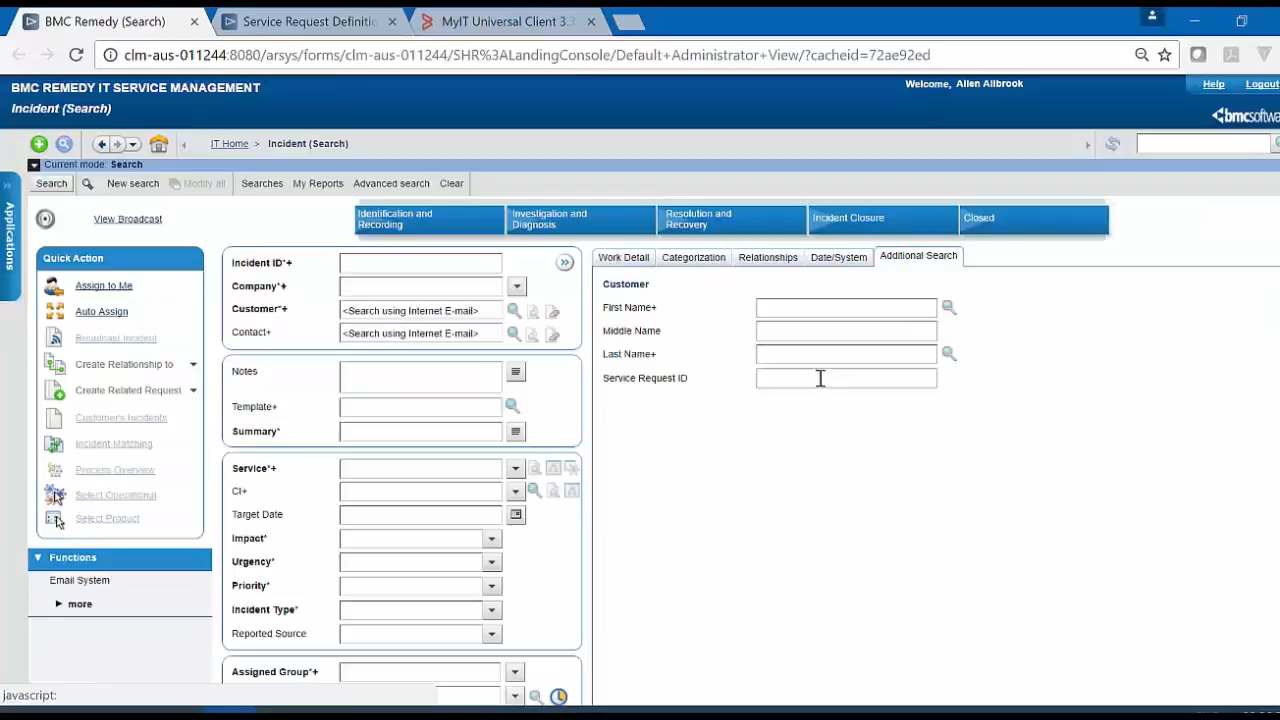 BMC Remedy (Search)
Service Request Definitio
MyIT Universal Client 3.3
clm-aus-011244:8080/arsys/forms/clm-aus-011244/SHR%3ALandingConsole/Default+Administrator+View/?cacheid=72ae92ed
BMC REMEDY IT SERVICE MANAGEMENT
Welcome, Allen Allbrook
Help
Logout
Incident (Search)
bmcsoftwa
IT Home > Incident (Search)
Current mode: Search
Search
New search
Modify all
Searches
My Reports
Advanced search
Clear
Applications
View Broadcast
Identification and
Recording
Investigation and
Diagnosis
Resolution and
Recovery
Incident Closure
Closed
Quick Action
Assign to Me
Auto Assign
Broadcast Incident
Create Relationship to
Create Related Request
Customer's Incidents
Incident Matching
Process Overview
Select Operational
Select Product
Functions
Email System
more
Incident ID*+
Company*+
Customer*+ <Search using Internet E-mail>
Contact+ <Search using Internet E-mail>
Notes
Template+
Summary*
Service*+
CI+
Target Date
Impact*
Urgency*
Priority*
Incident Type*
Reported Source
Assigned Group*+
Work Detail
Categorization
Relationships
Date/System
Additional Search
Customer
First Name+
Middle Name
Last Name+
Service Request ID
javascript: